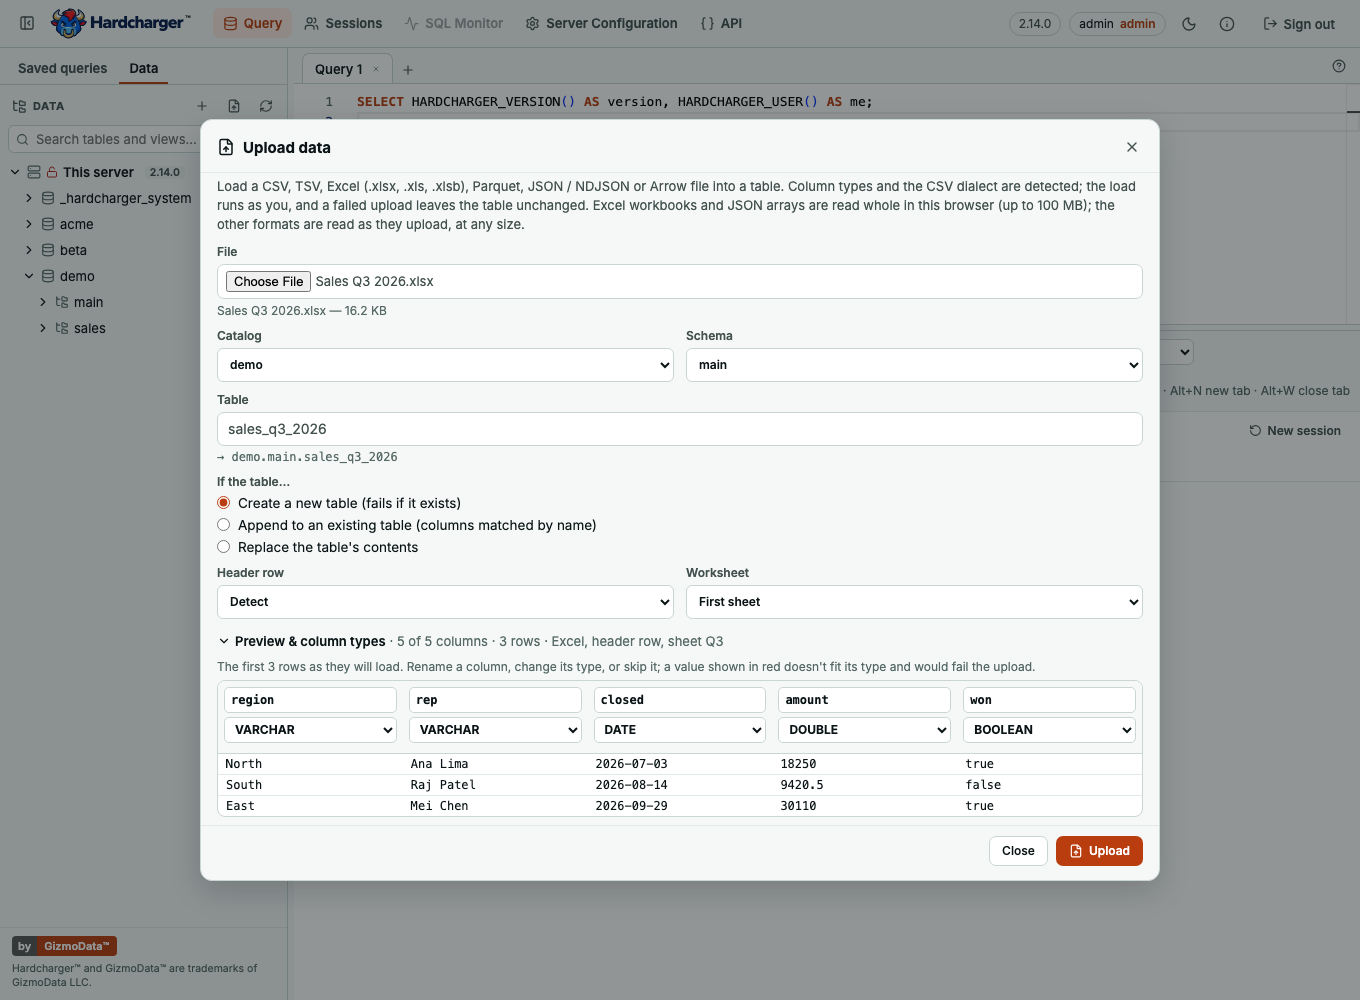 Hardcharger™
Query
Sessions
SQL Monitor
Server Configuration
{ } API
2.14.0
admin admin
Sign out
Saved queries
Data
Query 1 ×
DATA
1 SELECT HARDCHARGER_VERSION() AS version, HARDCHARGER_USER() AS me;
Search tables and views...
This server 2.14.0
_hardcharger_system
acme
beta
demo
main
sales
Upload data
Load a CSV, TSV, Excel (.xlsx, .xls, .xlsb), Parquet, JSON / NDJSON or Arrow file into a table. Column types and the CSV dialect are detected; the load
runs as you, and a failed upload leaves the table unchanged. Excel workbooks and JSON arrays are read whole in this browser (up to 100 MB); the
other formats are read as they upload, at any size.
File
Choose File Sales Q3 2026.xlsx
Sales Q3 2026.xlsx — 16.2 KB
Catalog Schema
demo main
Table
sales_q3_2026
→ demo.main.sales_q3_2026
If the table...
Create a new table (fails if it exists)
Append to an existing table (columns matched by name)
Replace the table's contents
Header row Worksheet
Detect First sheet
Preview & column types · 5 of 5 columns · 3 rows · Excel, header row, sheet Q3
The first 3 rows as they will load. Rename a column, change its type, or skip it; a value shown in red doesn't fit its type and would fail the upload.
region rep closed amount won
VARCHAR VARCHAR DATE DOUBLE BOOLEAN
North Ana Lima 2026-07-03 18250 true
South Raj Patel 2026-08-14 9420.5 false
East Mei Chen 2026-09-29 30110 true
Close Upload
· Alt+N new tab · Alt+W close tab
New session
by GizmoData™
Hardcharger™ and GizmoData™ are trademarks of
GizmoData LLC.